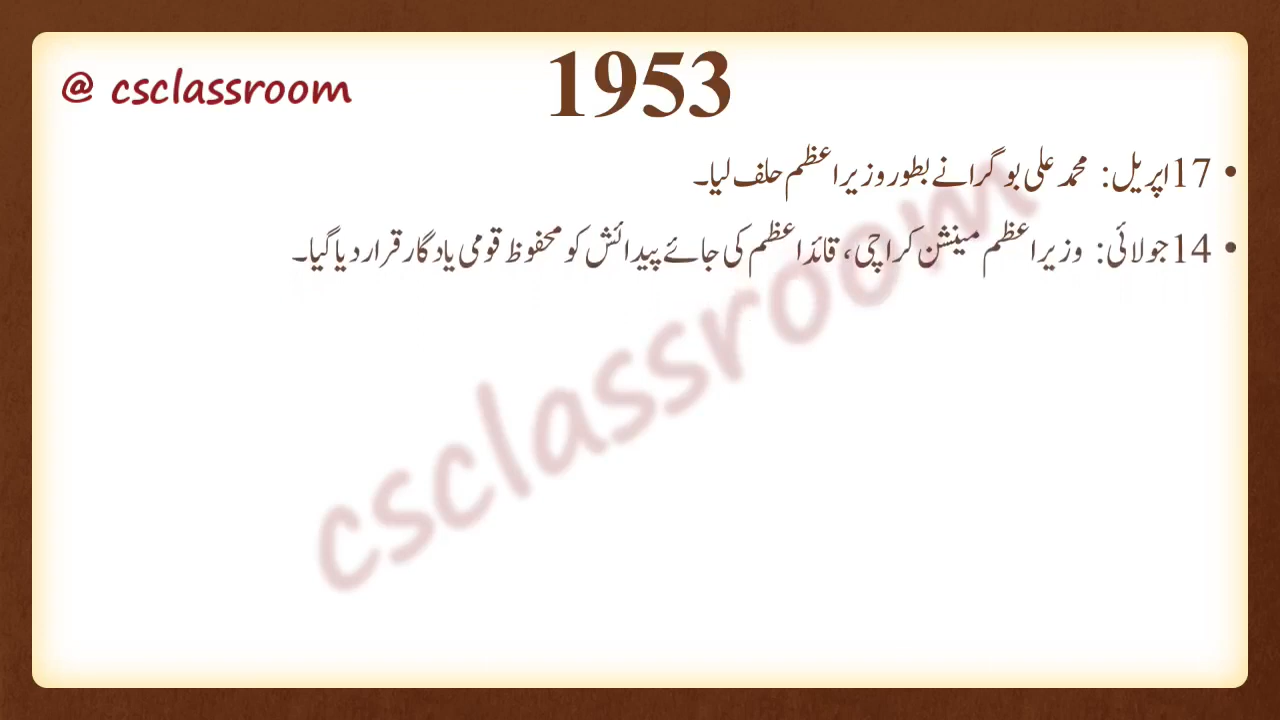 @ csclassroom
1953
• 17اپریل: محمد علی بوگرا نے بطور وزیراعظم حلف لیا۔
• 14جولائی: وزیراعظم مینشن کراچی، قائداعظم کی جائے پیدائش کو محفوظ قومی یادگار قرار دیا گیا۔
csclassroom